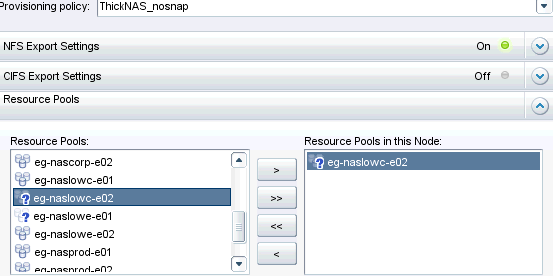 Provisioning policy: ThickNAS_nosnap
NFS Export Settings On
CIFS Export Settings Off
Resource Pools
Resource Pools: Resource Pools in this Node:
eg-nascorp-e02 eg-naslowc-e02
eg-naslowc-e01 >
eg-naslowc-e02 >>
eg-naslowe-e01
eg-naslowe-e02 <<
eg-nasprod-e01
eg-nasprod-e02 <